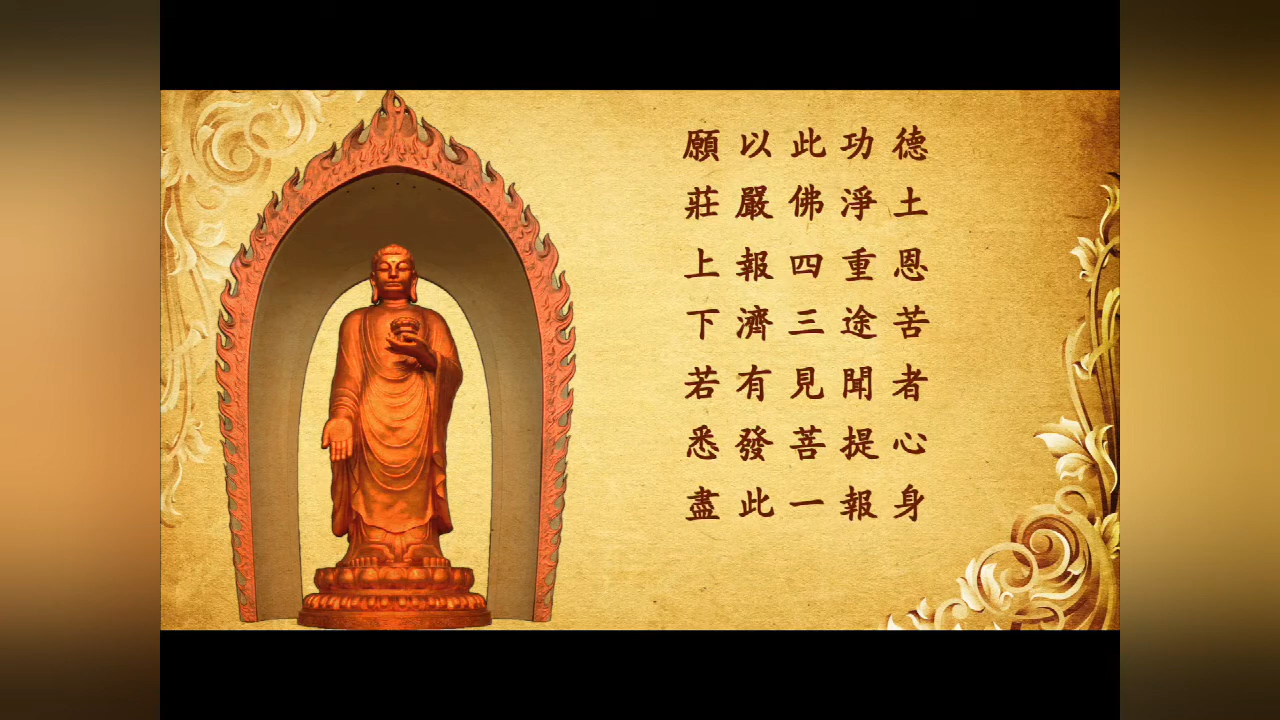 願以此功德
莊嚴佛淨土
上報四重恩
下濟三途苦
若有見聞者
悉發菩提心
盡此一報身